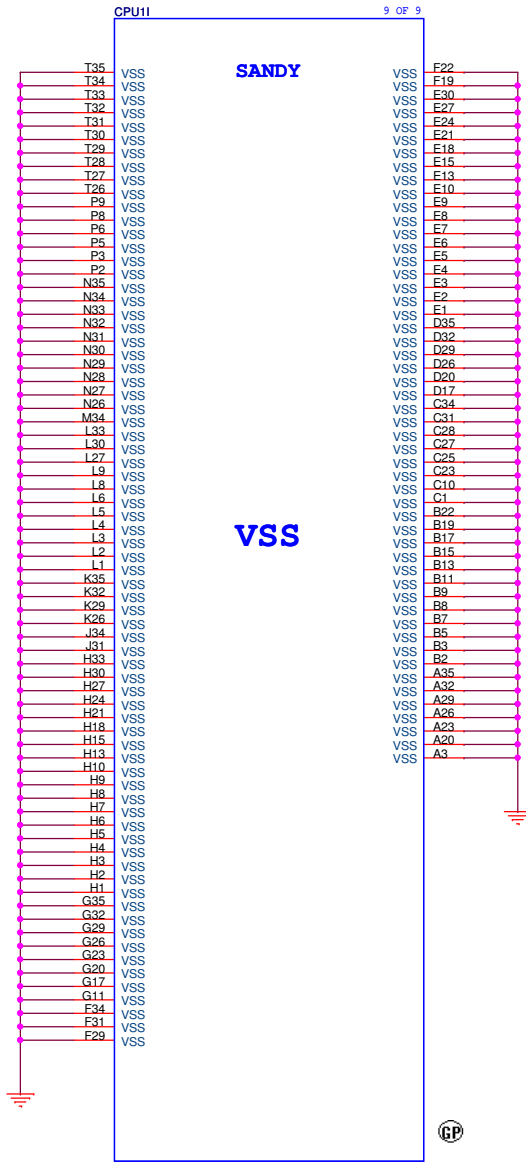 CPU1I 9 OF 9
SANDY
T35 VSS VSS F22
T34 VSS VSS F19
T33 VSS VSS E30
T32 VSS VSS E27
T31 VSS VSS E24
T30 VSS VSS E21
T29 VSS VSS E18
T28 VSS VSS E15
T27 VSS VSS E13
T26 VSS VSS E10
P9 VSS VSS E9
P8 VSS VSS E8
P6 VSS VSS E7
P5 VSS VSS E6
P3 VSS VSS E5
P2 VSS VSS E4
N35 VSS VSS E3
N34 VSS VSS E2
N33 VSS VSS E1
N32 VSS VSS D35
N31 VSS VSS D32
N30 VSS VSS D29
N29 VSS VSS D26
N28 VSS VSS D20
N27 VSS VSS D17
N26 VSS VSS C34
M34 VSS VSS C31
L33 VSS VSS C28
L30 VSS VSS C27
L27 VSS VSS C25
L9 VSS VSS C23
L8 VSS VSS C10
L6 VSS VSS C1
L5 VSS VSS B22
VSS
L4 VSS VSS B19
L3 VSS VSS B17
L2 VSS VSS B15
L1 VSS VSS B13
K35 VSS VSS B11
K32 VSS VSS B9
K29 VSS VSS B8
K26 VSS VSS B7
J34 VSS VSS B5
J31 VSS VSS B3
H33 VSS VSS B2
H30 VSS VSS A35
H27 VSS VSS A32
H24 VSS VSS A29
H21 VSS VSS A26
H18 VSS VSS A23
H15 VSS VSS A20
H13 VSS VSS A3
H10 VSS
H9 VSS
H8 VSS
H7 VSS
H6 VSS
H5 VSS
H4 VSS
H3 VSS
H2 VSS
H1 VSS
G35 VSS
G32 VSS
G29 VSS
G26 VSS
G23 VSS
G20 VSS
G17 VSS
G11 VSS
F34 VSS
F31 VSS
F29 VSS
GP